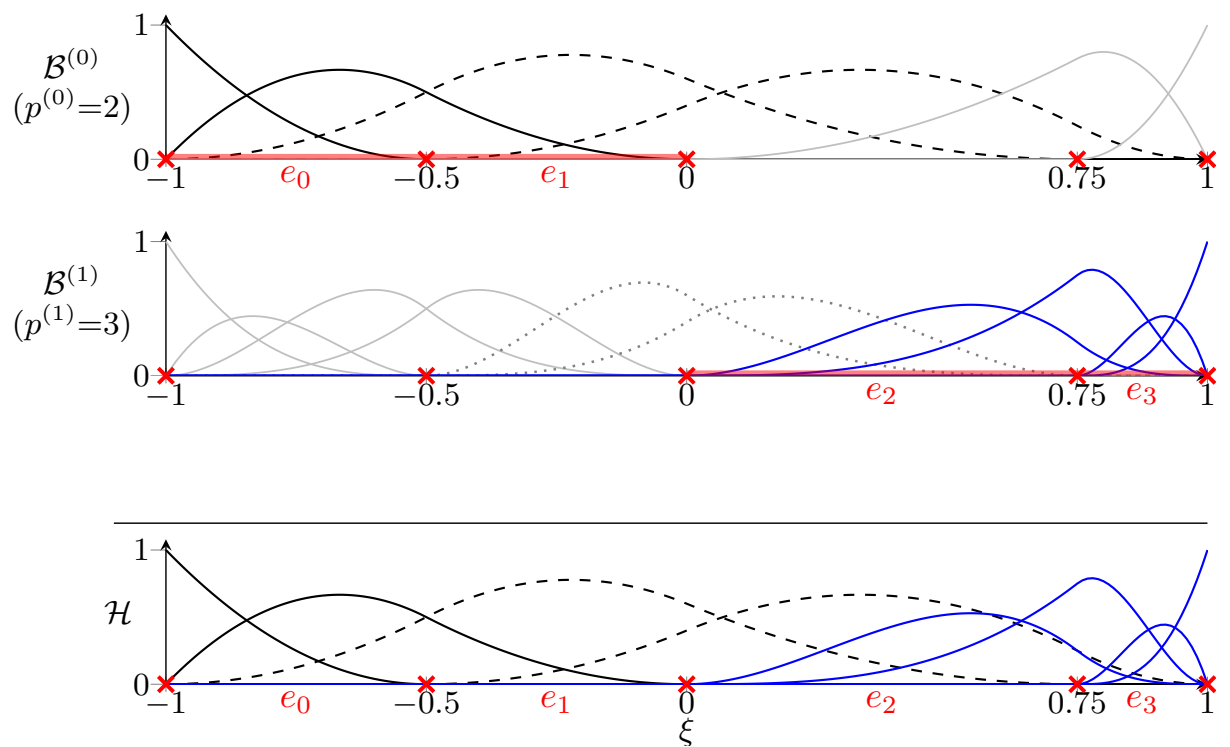 1
𝓑⁽⁰⁾
(p⁽⁰⁾=2)
0
e₀ e₁
−1 −0.5 0 0.75 1
1
𝓑⁽¹⁾
(p⁽¹⁾=3)
0
e₂ e₃
−1 −0.5 0 0.75 1
1
𝓗
0
−1 e₀ −0.5 e₁ 0 e₂ 0.75 e₃ 1
ξ